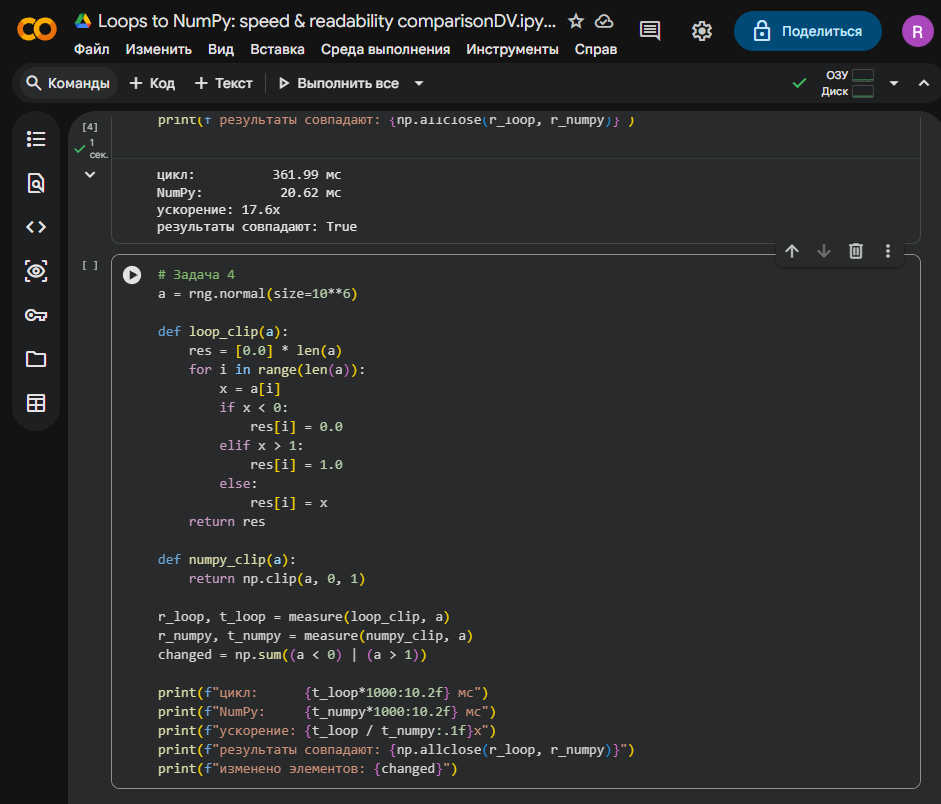 Loops to NumPy: speed & readability comparisonDV.ipy...
Поделиться
R
Файл Изменить Вид Вставка Среда выполнения Инструменты Справ
Команды + Код + Текст Выполнить все
ОЗУ
Диск
[4]
1
сек.
print(f"результаты совпадают: {np.allclose(r_loop, r_numpy)}")
цикл:          361.99 мс
NumPy:          20.62 мс
ускорение: 17.6x
результаты совпадают: True
[ ]
# Задача 4
a = rng.normal(size=10**6)
def loop_clip(a):
    res = [0.0] * len(a)
    for i in range(len(a)):
        x = a[i]
        if x < 0:
            res[i] = 0.0
        elif x > 1:
            res[i] = 1.0
        else:
            res[i] = x
    return res
def numpy_clip(a):
    return np.clip(a, 0, 1)
r_loop, t_loop = measure(loop_clip, a)
r_numpy, t_numpy = measure(numpy_clip, a)
changed = np.sum((a < 0) | (a > 1))
print(f"цикл:      {t_loop*1000:10.2f} мс")
print(f"NumPy:     {t_numpy*1000:10.2f} мс")
print(f"ускорение: {t_loop / t_numpy:.1f}x")
print(f"результаты совпадают: {np.allclose(r_loop, r_numpy)}")
print(f"изменено элементов: {changed}")